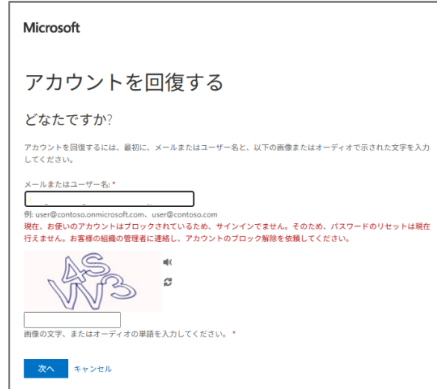 Microsoft
アカウントを回復する
どなたですか?
アカウントを回復するには、最初に、メールまたはユーザー名と、以下の画像またはオーディオで示された文字を入力
してください。
メールまたはユーザー名: *
例: user@contoso.onmicrosoft.com、user@contoso.com
現在、お使いのアカウントはブロックされているため、サインインでません。そのため、パスワードのリセットは現在
行えません。お客様の組織の管理者に連絡し、アカウントのブロック解除を依頼してください。
画像の文字、またはオーディオの単語を入力してください。 *
次へ キャンセル